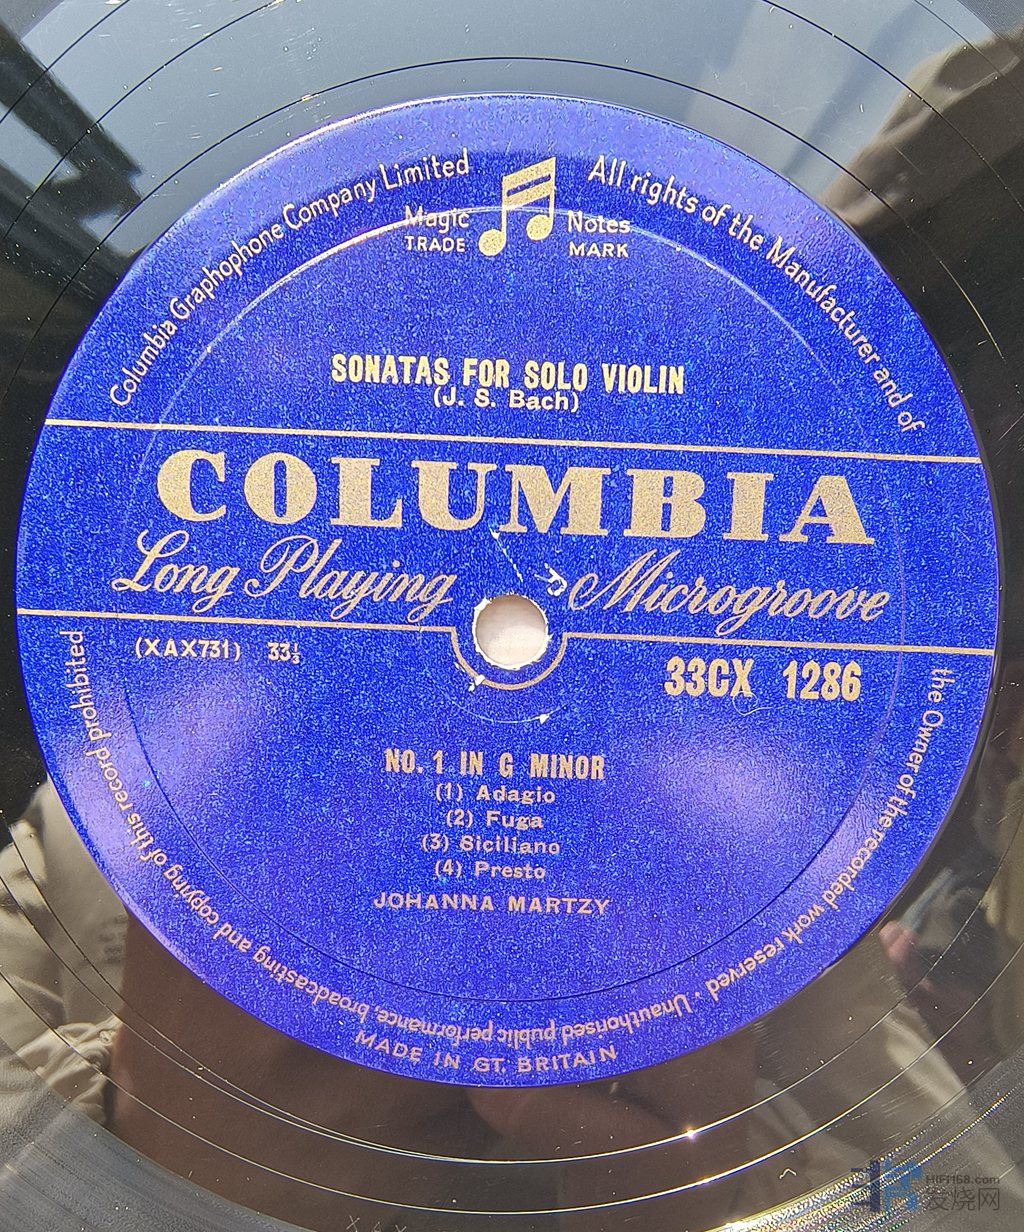 Columbia Graphophone Company Limited
All rights of the Manufacturer and of
the Owner of the recorded work reserved · Unauthorised public performance, broadcasting and copying of this record prohibited
Magic Notes
TRADE MARK
SONATAS FOR SOLO VIOLIN
(J. S. Bach)
COLUMBIA
Long Playing Microgroove
(XAX731) 33⅓
33CX 1286
NO. 1 IN G MINOR
(1) Adagio
(2) Fuga
(3) Siciliano
(4) Presto
JOHANNA MARTZY
MADE IN GT. BRITAIN
XAX
HIFI168.com
发烧网